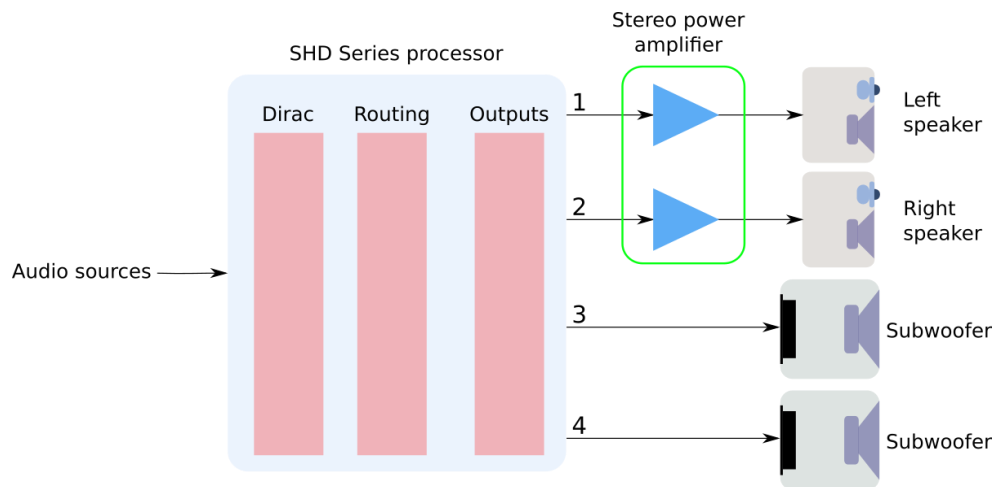 Stereo power
amplifier
SHD Series processor
Dirac
Routing
Outputs
1
Left
speaker
2
Right
speaker
Audio sources
3
Subwoofer
4
Subwoofer